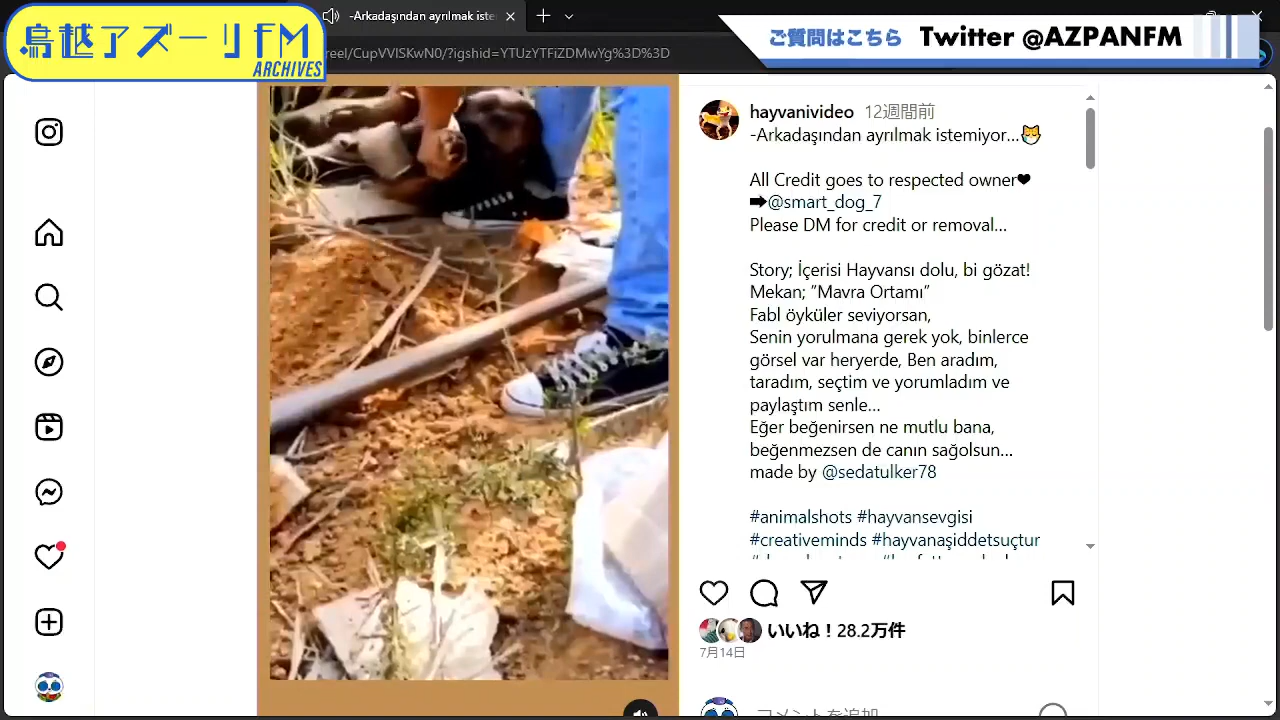 鳥越アズーリFM
ARCHIVES
-Arkadaşından ayrılmak iste
ご質問はこちら Twitter @AZPANFM
reel/CupVVlSKwN0/?igshid=YTUzYTFiZDMwYg%3D%3D
hayvanivideo 12週間前
-Arkadaşından ayrılmak istemiyor...😹
All Credit goes to respected owner❤
➡@smart_dog_7
Please DM for credit or removal...
Story; İçerisi Hayvansı dolu, bi gözat!
Mekan; ”Mavra Ortamı”
Fabl öyküler seviyorsan,
Senin yorulmana gerek yok, binlerce
görsel var heryerde, Ben aradım,
taradım, seçtim ve yorumladım ve
paylaştım senle...
Eğer beğenirsen ne mutlu bana,
beğenmezsen de canın sağolsun...
made by @sedatulker78
#animalshots #hayvansevgisi
#creativeminds #hayvanaşiddetsuçtur
いいね！28.2万件
7月14日
コメントを追加